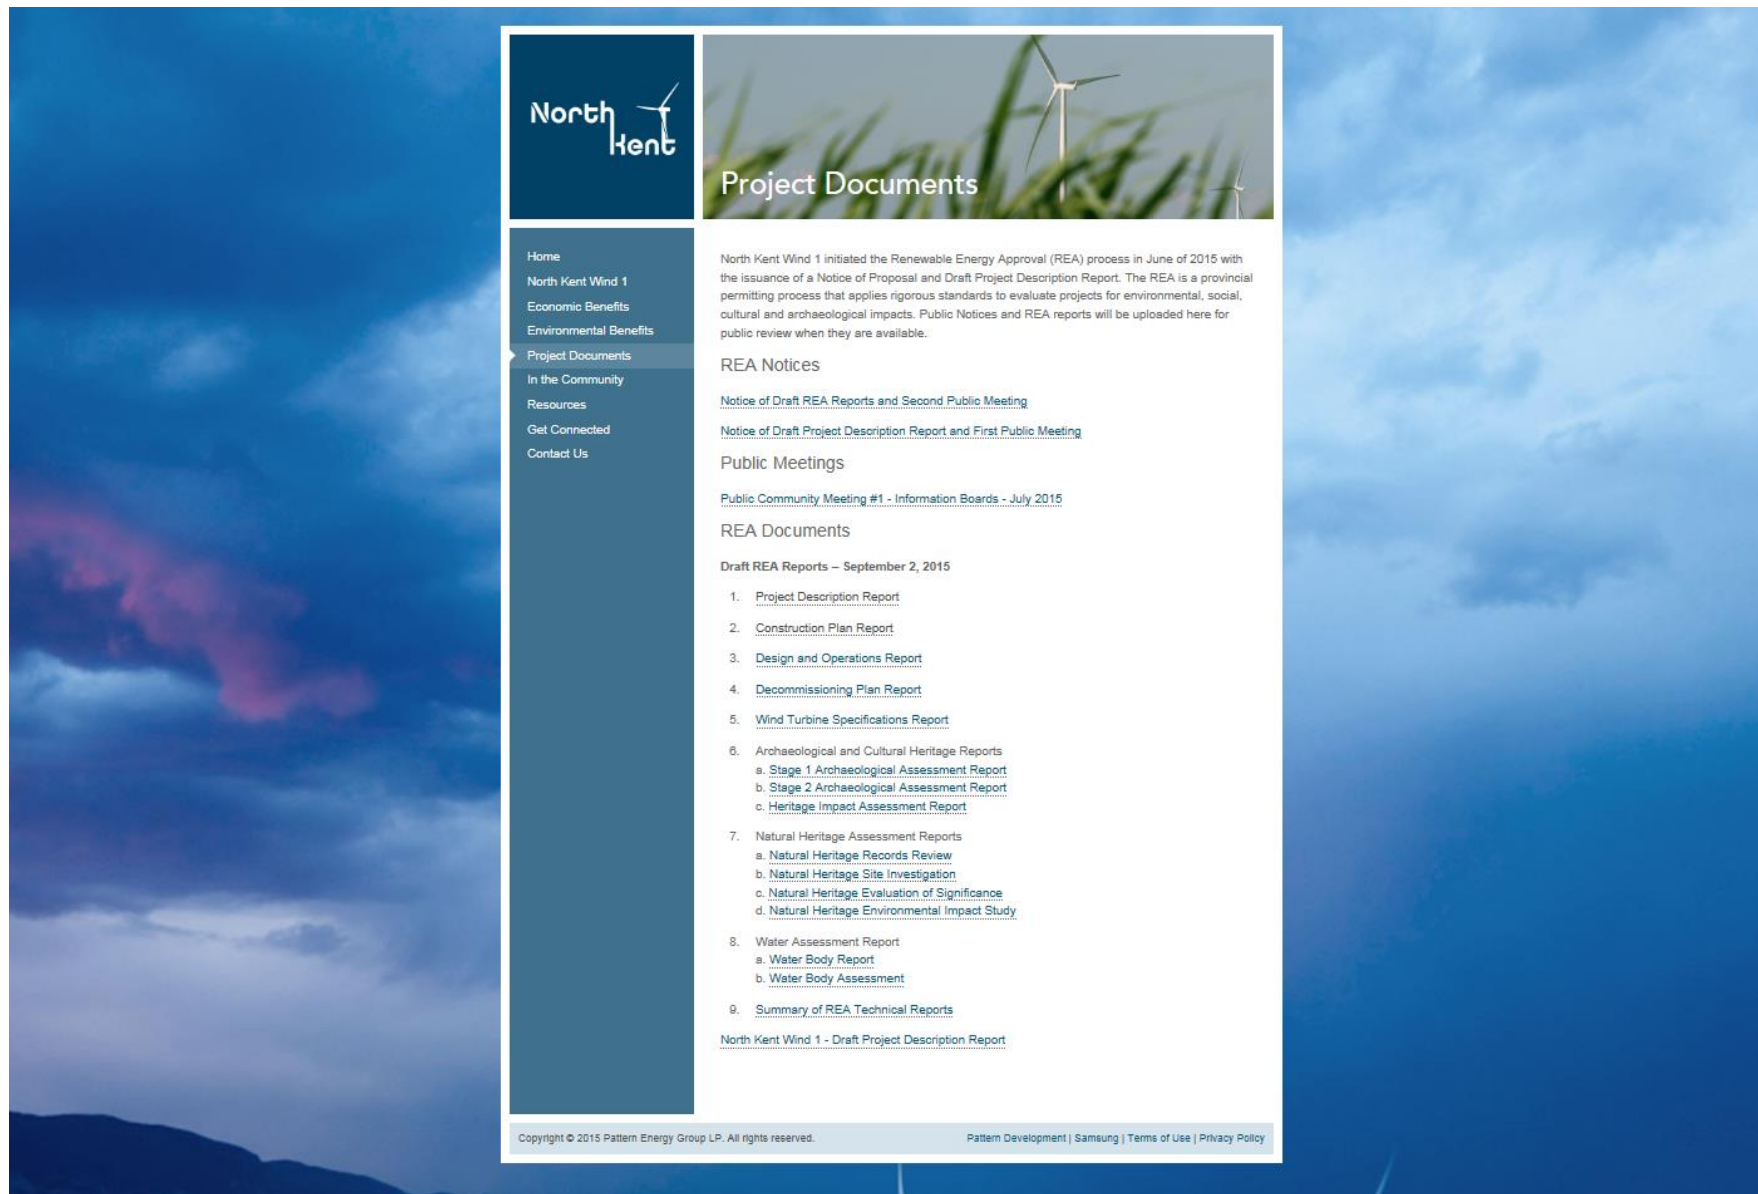 North
Kent
Project Documents
Home
North Kent Wind 1
Economic Benefits
Environmental Benefits
Project Documents
In the Community
Resources
Get Connected
Contact Us
North Kent Wind 1 initiated the Renewable Energy Approval (REA) process in June of 2015 with
the issuance of a Notice of Proposal and Draft Project Description Report. The REA is a provincial
permitting process that applies rigorous standards to evaluate projects for environmental, social,
cultural and archaeological impacts. Public Notices and REA reports will be uploaded here for
public review when they are available.
REA Notices
Notice of Draft REA Reports and Second Public Meeting
Notice of Draft Project Description Report and First Public Meeting
Public Meetings
Public Community Meeting #1 - Information Boards - July 2015
REA Documents
Draft REA Reports – September 2, 2015
1. Project Description Report
2. Construction Plan Report
3. Design and Operations Report
4. Decommissioning Plan Report
5. Wind Turbine Specifications Report
6. Archaeological and Cultural Heritage Reports
a. Stage 1 Archaeological Assessment Report
b. Stage 2 Archaeological Assessment Report
c. Heritage Impact Assessment Report
7. Natural Heritage Assessment Reports
a. Natural Heritage Records Review
b. Natural Heritage Site Investigation
c. Natural Heritage Evaluation of Significance
d. Natural Heritage Environmental Impact Study
8. Water Assessment Report
a. Water Body Report
b. Water Body Assessment
9. Summary of REA Technical Reports
North Kent Wind 1 - Draft Project Description Report
Copyright © 2015 Pattern Energy Group LP. All rights reserved.
Pattern Development | Samsung | Terms of Use | Privacy Policy